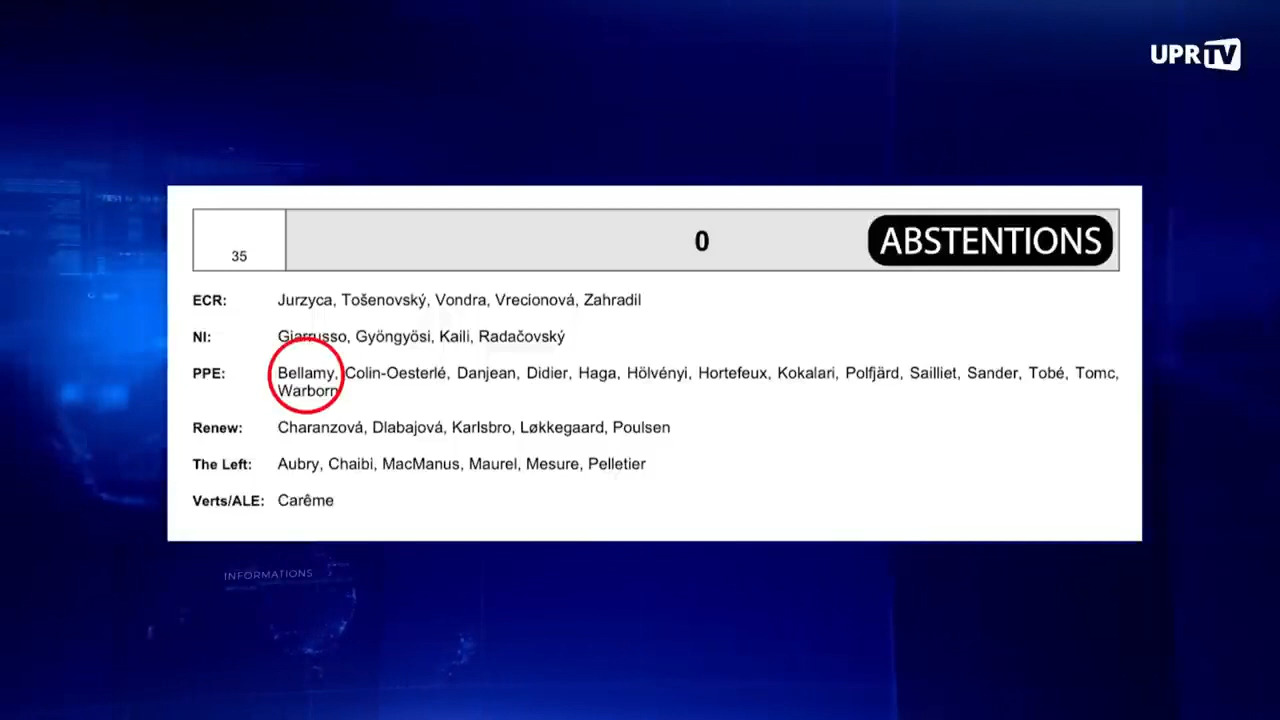 UPR TV
35 0 ABSTENTIONS
ECR: Jurzyca, Tošenovský, Vondra, Vrecionová, Zahradil
NI: Giarrusso, Gyöngyösi, Kaili, Radačovský
PPE: Bellamy, Colin-Oesterlé, Danjean, Didier, Haga, Hölvényi, Hortefeux, Kokalari, Polfjärd, Sailliet, Sander, Tobé, Tomc,
Warborn
Renew: Charanzová, Dlabajová, Karlsbro, Løkkegaard, Poulsen
The Left: Aubry, Chaibi, MacManus, Maurel, Mesure, Pelletier
Verts/ALE: Carême
INFORMATIONS